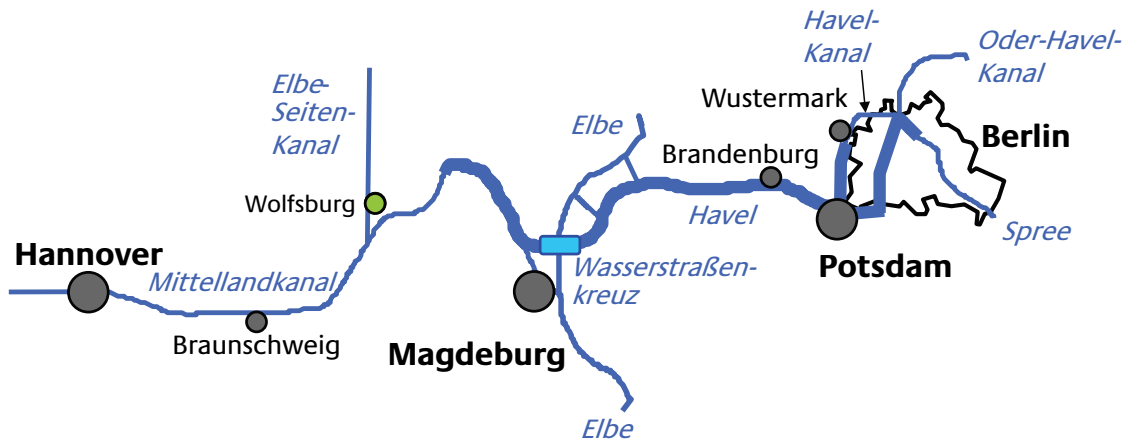 Havel-
Kanal
Oder-Havel-
Kanal
Elbe-
Seiten-
Kanal
Wustermark
Elbe
Berlin
Brandenburg
Wolfsburg
Havel
Spree
Hannover
Potsdam
Mittellandkanal
Wasserstraßen-
kreuz
Braunschweig
Magdeburg
Elbe